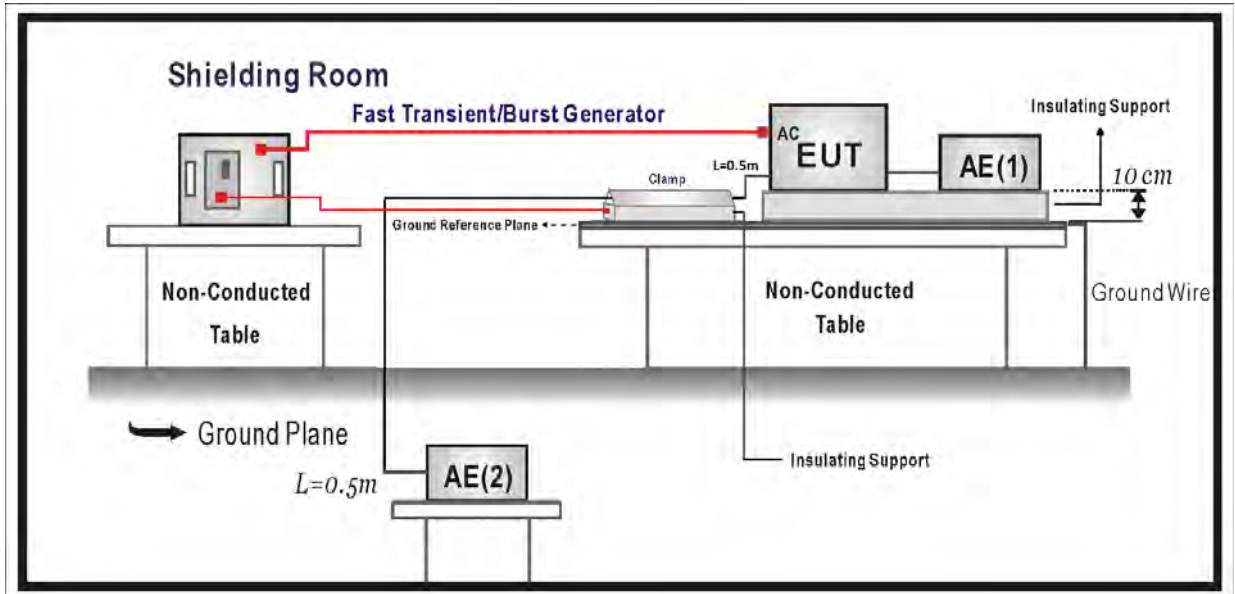 Shielding Room
Fast Transient/Burst Generator
Insulating Support
AC
EUT
AE(1)
L=0.5m
10 cm
Clamp
Ground Reference Plane
Non-Conducted
Table
Non-Conducted
Table
Ground Wire
Ground Plane
Insulating Support
L=0.5m
AE(2)